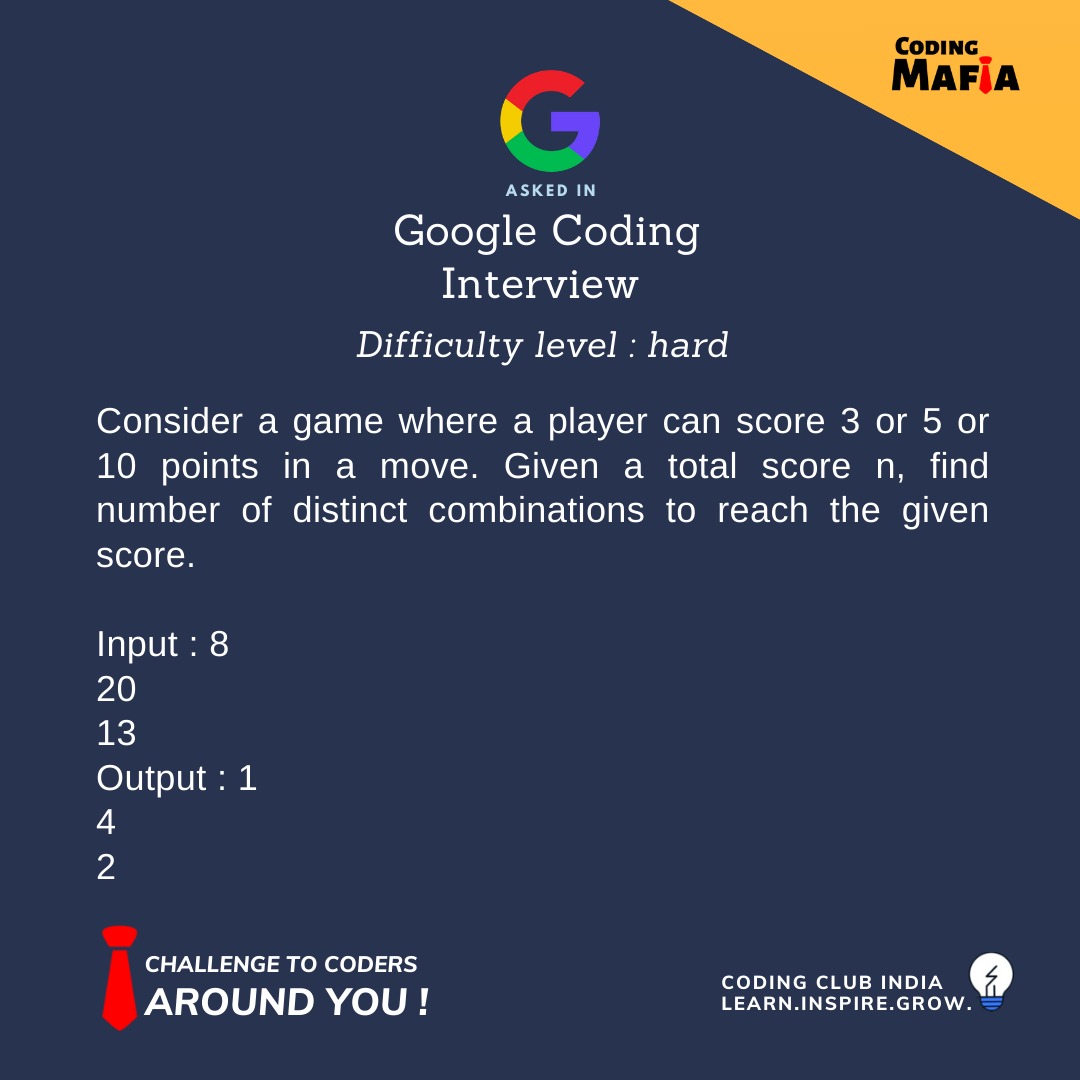 CODING
MAFIA
ASKED IN
Google Coding
Interview
Difficulty level : hard
Consider a game where a player can score 3 or 5 or
10 points in a move. Given a total score n, find
number of distinct combinations to reach the given
score.
Input : 8
20
13
Output : 1
4
2
CHALLENGE TO CODERS
AROUND YOU !
CODING CLUB INDIA
LEARN.INSPIRE.GROW.